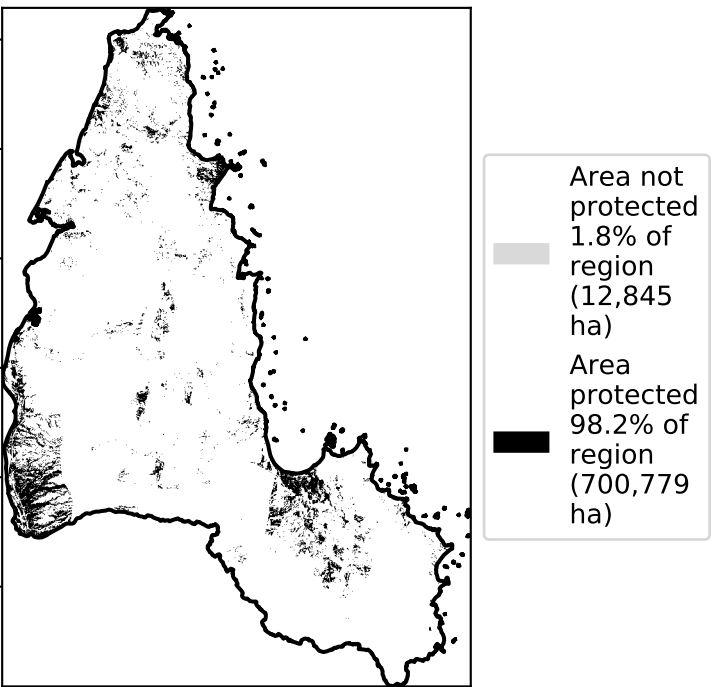 Area not
protected
1.8% of
region
(12,845
ha)
Area
protected
98.2% of
region
(700,779
ha)